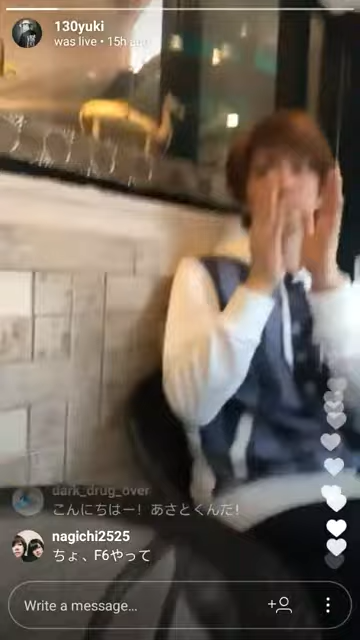 130yuki
was live • 15h ago
dark_drug_over
こんにちはー！あさとくんだ！
nagichi2525
ちょ、F6やって
Write a message...